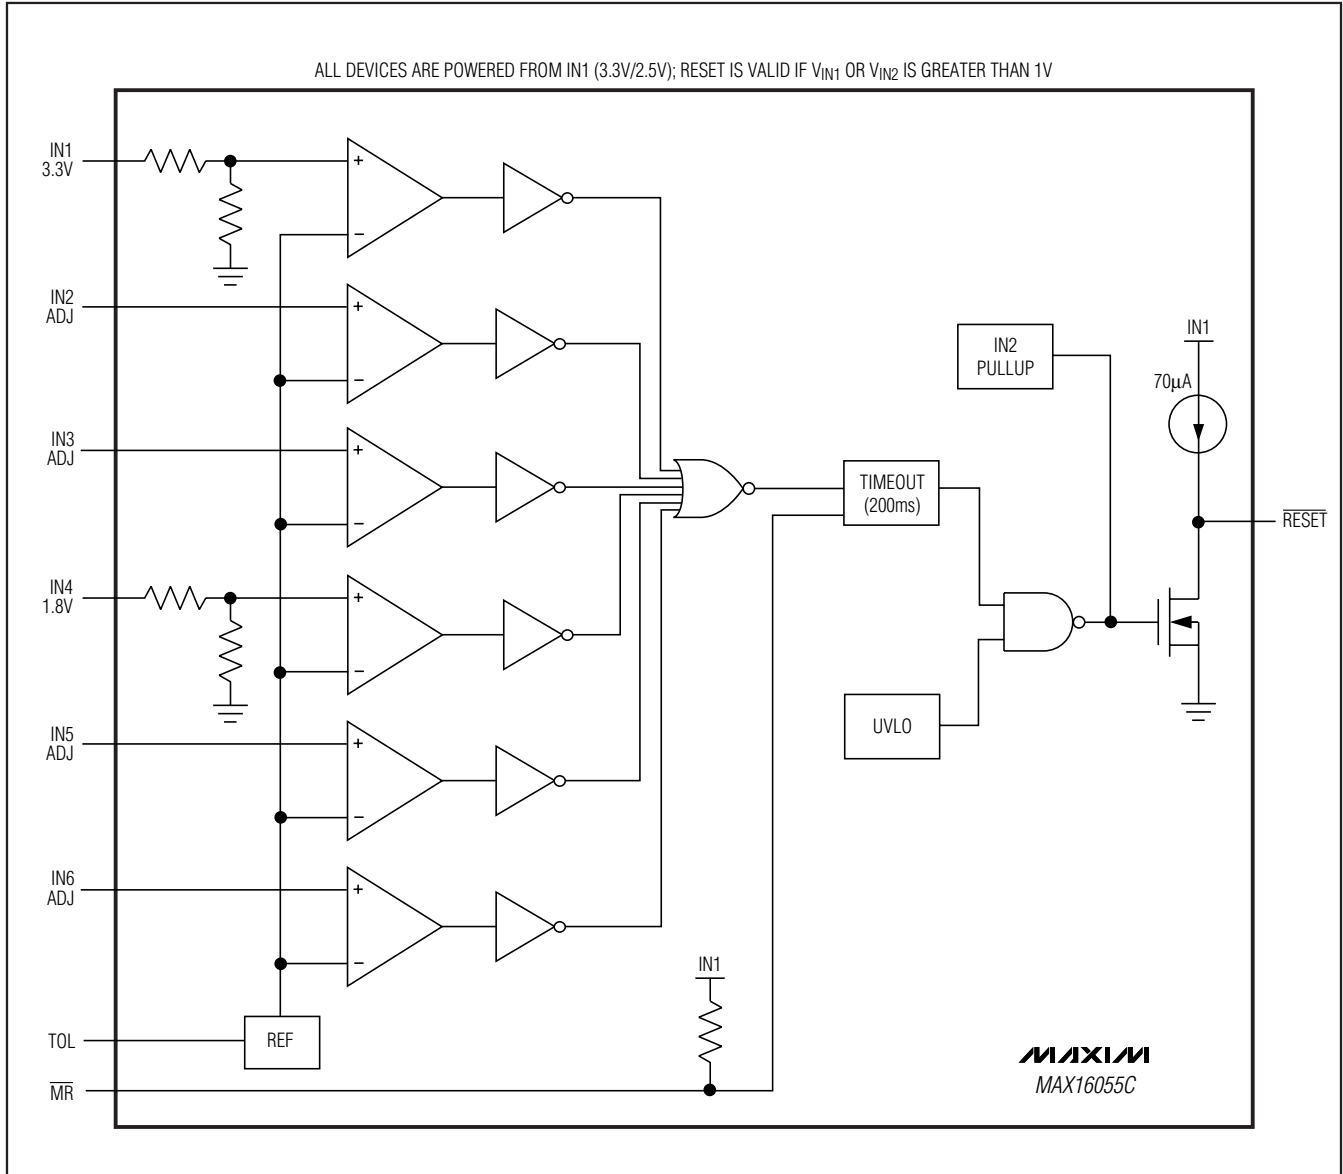 ALL DEVICES ARE POWERED FROM IN1 (3.3V/2.5V); RESET IS VALID IF VIN1 OR VIN2 IS GREATER THAN 1V
IN1
3.3V
+
−
IN2
ADJ
+
−
IN3
ADJ
+
−
IN4
1.8V
+
−
IN5
ADJ
+
−
IN6
ADJ
+
−
TOL
REF
MR
IN1
TIMEOUT
(200ms)
IN2
PULLUP
UVLO
IN1
70µA
RESET
MAXIM
MAX16055C